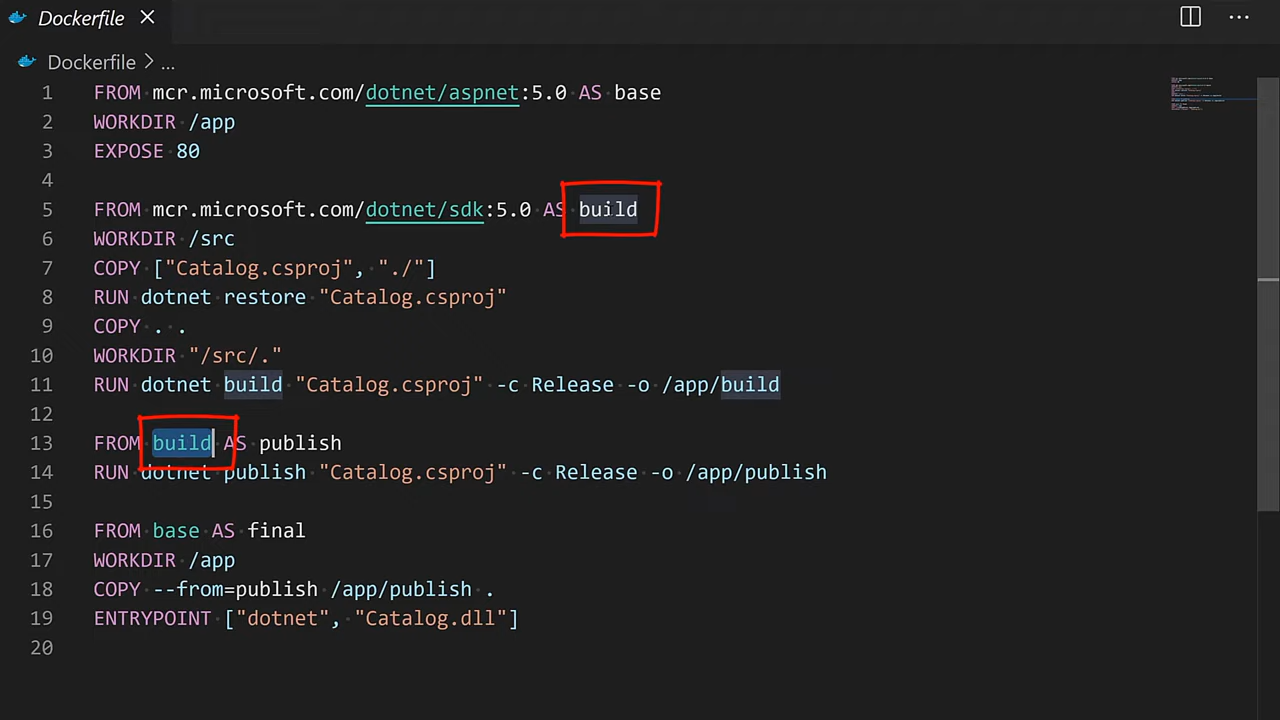 Dockerfile
Dockerfile > ...
1 FROM mcr.microsoft.com/dotnet/aspnet:5.0 AS base
2 WORKDIR /app
3 EXPOSE 80
4
5 FROM mcr.microsoft.com/dotnet/sdk:5.0 AS build
6 WORKDIR /src
7 COPY ["Catalog.csproj", "./"]
8 RUN dotnet restore "Catalog.csproj"
9 COPY . .
10 WORKDIR "/src/."
11 RUN dotnet build "Catalog.csproj" -c Release -o /app/build
12
13 FROM build AS publish
14 RUN dotnet publish "Catalog.csproj" -c Release -o /app/publish
15
16 FROM base AS final
17 WORKDIR /app
18 COPY --from=publish /app/publish .
19 ENTRYPOINT ["dotnet", "Catalog.dll"]
20